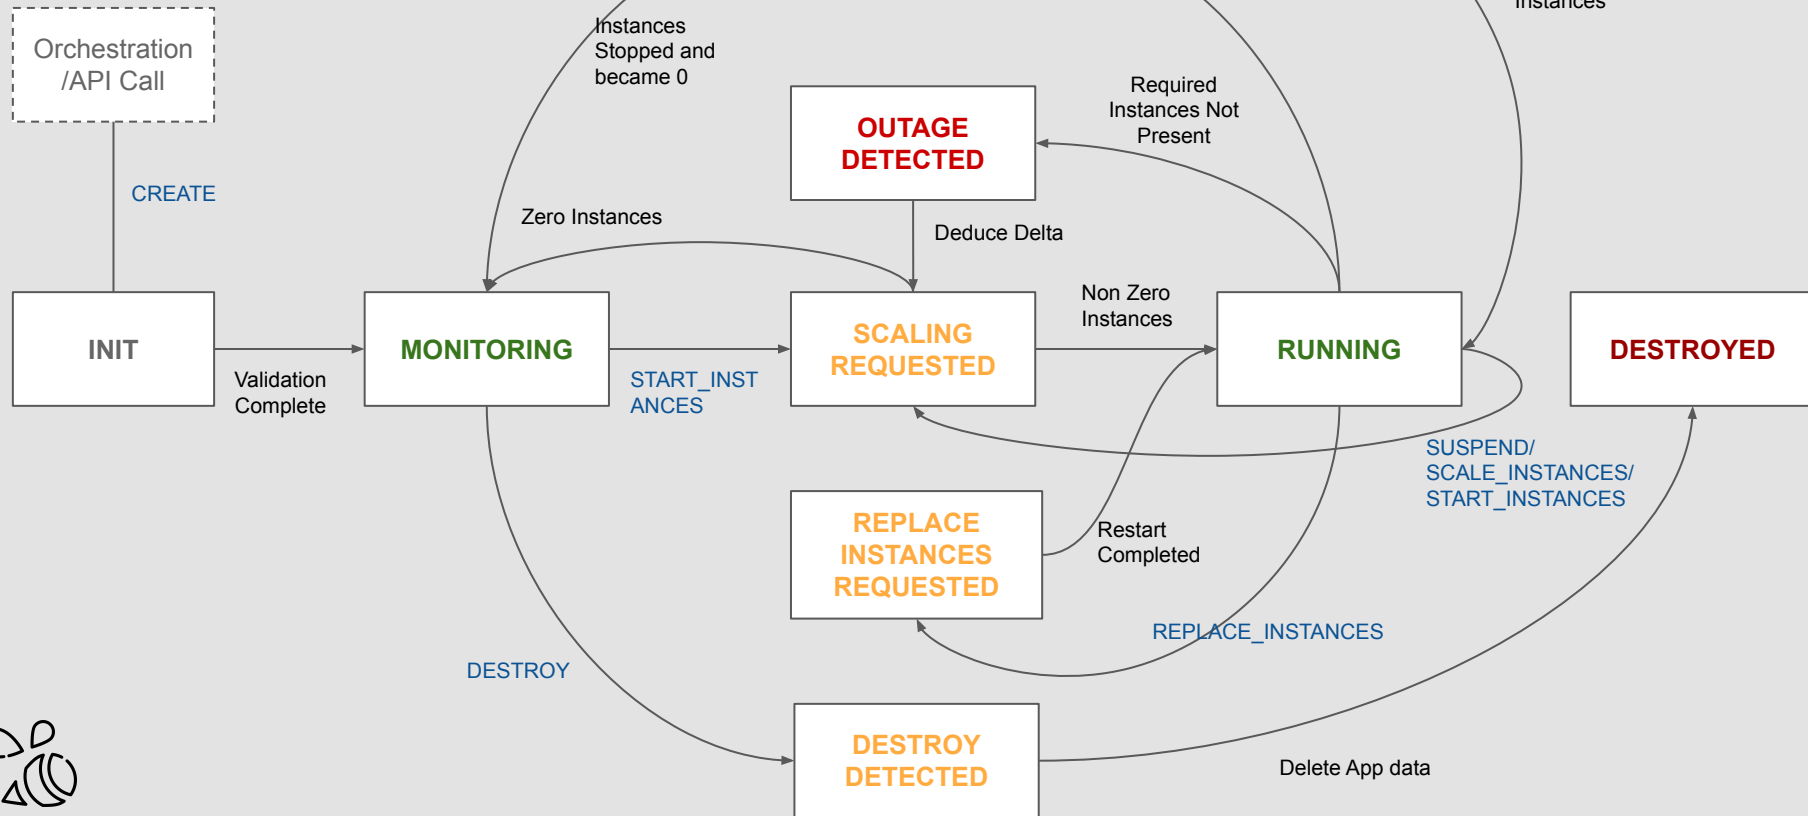 Instances
Orchestration
/API Call
Instances
Stopped and
became 0
Required
Instances Not
Present
OUTAGE
DETECTED
CREATE
Zero Instances
Deduce Delta
Non Zero
Instances
INIT
MONITORING
SCALING
REQUESTED
RUNNING
DESTROYED
Validation
Complete
START_INST
ANCES
SUSPEND/
SCALE_INSTANCES/
START_INSTANCES
REPLACE
INSTANCES
REQUESTED
Restart
Completed
REPLACE_INSTANCES
DESTROY
DESTROY
DETECTED
Delete App data